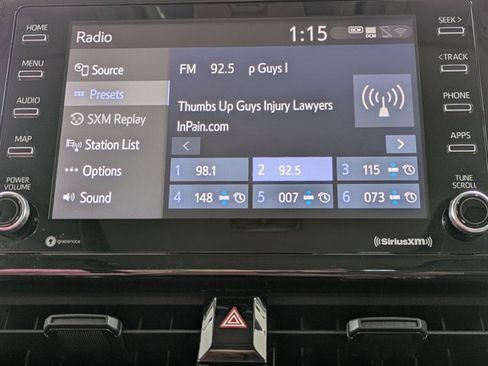 HOME
MENU
AUDIO
MAP
POWER
VOLUME
Radio
1:15
DCM
Source
Presets
SXM Replay
Station List
Options
Sound
FM 92.5 p Guys I
Thumbs Up Guys Injury Lawyers
InPain.com
< >
1 98.1
2 92.5
3 115
4 148
5 007
6 073
SEEK >
< TRACK
PHONE
APPS
TUNE
SCROLL
gracenote
((SiriusXM))